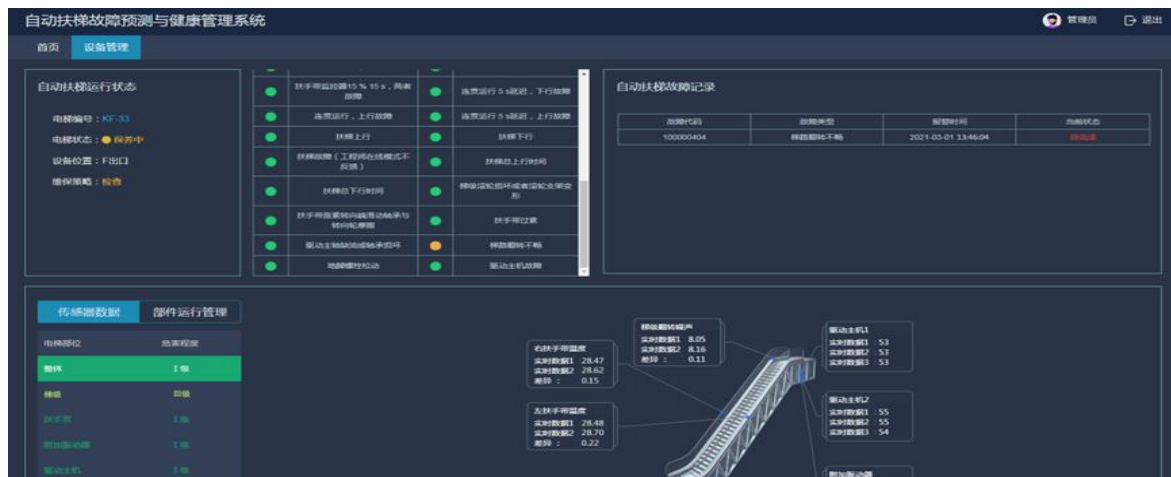 自动扶梯故障预测与健康管理系统
管理员 退出
首页 设备管理
自动扶梯运行状态
电梯编号：KF-33
电梯状态： 保养中
设备位置：F出口
维保策略：检查
扶手带监控器15 % 15 s，两者故障
连贯运行 5 s延迟，下行故障
连贯运行，上行故障
连贯运行 5 s延迟，上行故障
扶梯上行
扶梯下行
扶梯故障（工程师在线模式不反馈）
扶梯总上行时间
扶梯总下行时间
梯级滚轮损坏或者滚轮支架变形
扶手带张紧转向端滑动轴承与转向轮摩擦
扶手带过紧
驱动主轴缺油或轴承损坏
梯路翻转不畅
地脚螺栓松动
驱动主机故障
自动扶梯故障记录
故障代码 故障类型 报警时间 当前状态
100000404 梯路翻转不畅 2021-03-01 13:46:04
传感器数据 部件运行管理
电梯部位 危害程度
整体 I 级
梯级 III级
扶手带 I 级
附加振动器 I 级
驱动主机 I 级
梯级翻转噪声
实时数据1 8.05
实时数据2 8.16
差异： 0.11
右扶手带温度
实时数据1 28.47
实时数据2 28.62
差异： 0.15
左扶手带温度
实时数据1 28.48
实时数据2 28.70
差异： 0.22
驱动主机1
实时数据1：53
实时数据2：53
实时数据3：53
驱动主机2
实时数据1：55
实时数据2：55
实时数据3：54
附加振动器